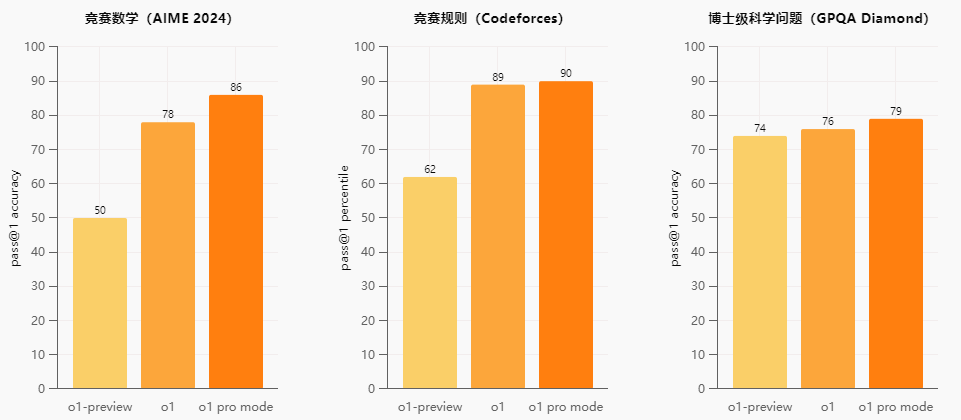 竞赛数学（AIME 2024）
pass@1 accuracy
100
90
80
70
60
50
40
30
20
10
0
50
78
86
o1-preview
o1
o1 pro mode
竞赛规则（Codeforces）
pass@1 percentile
100
90
80
70
60
50
40
30
20
10
0
62
89
90
o1-preview
o1
o1 pro mode
博士级科学问题（GPQA Diamond）
pass@1 accuracy
100
90
80
70
60
50
40
30
20
10
0
74
76
79
o1-preview
o1
o1 pro mode